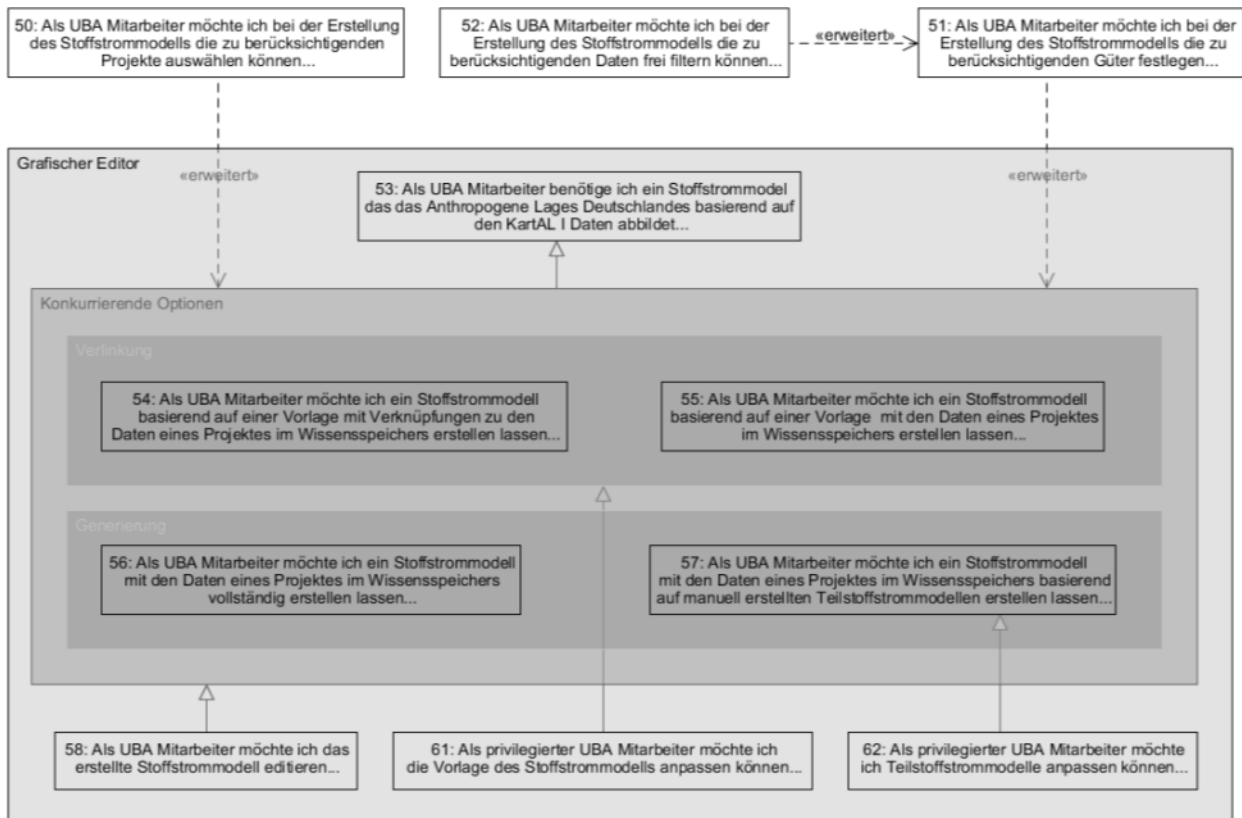 50: Als UBA Mitarbeiter möchte ich bei der Erstellung
des Stoffstrommodells die zu berücksichtigenden
Projekte auswählen können...
52: Als UBA Mitarbeiter möchte ich bei der
Erstellung des Stoffstrommodells die zu
berücksichtigenden Daten frei filtern können...
«erweitert»
51: Als UBA Mitarbeiter möchte ich bei der
Erstellung des Stoffstrommodells die zu
berücksichtigenden Güter festlegen...
Grafischer Editor
«erweitert»
«erweitert»
53: Als UBA Mitarbeiter benötige ich ein Stoffstrommodel
das das Anthropogene Lages Deutschlandes basierend auf
den KartAL I Daten abbildet...
Konkurrierende Optionen
Verlinkung
54: Als UBA Mitarbeiter möchte ich ein Stoffstrommodell
basierend auf einer Vorlage mit Verknüpfungen zu den
Daten eines Projektes im Wissensspeichers erstellen lassen...
55: Als UBA Mitarbeiter möchte ich ein Stoffstrommodell
basierend auf einer Vorlage mit den Daten eines Projektes
im Wissensspeichers erstellen lassen...
Generierung
56: Als UBA Mitarbeiter möchte ich ein Stoffstrommodell
mit den Daten eines Projektes im Wissensspeichers
vollständig erstellen lassen...
57: Als UBA Mitarbeiter möchte ich ein Stoffstrommodell
mit den Daten eines Projektes im Wissensspeichers basierend
auf manuell erstellten Teilstoffstrommodellen erstellen lassen...
58: Als UBA Mitarbeiter möchte ich das
erstellte Stoffstrommodell editieren...
61: Als privilegierter UBA Mitarbeiter möchte ich
die Vorlage des Stoffstrommodells anpassen können...
62: Als privilegierter UBA Mitarbeiter möchte
ich Teilstoffstrommodelle anpassen können...